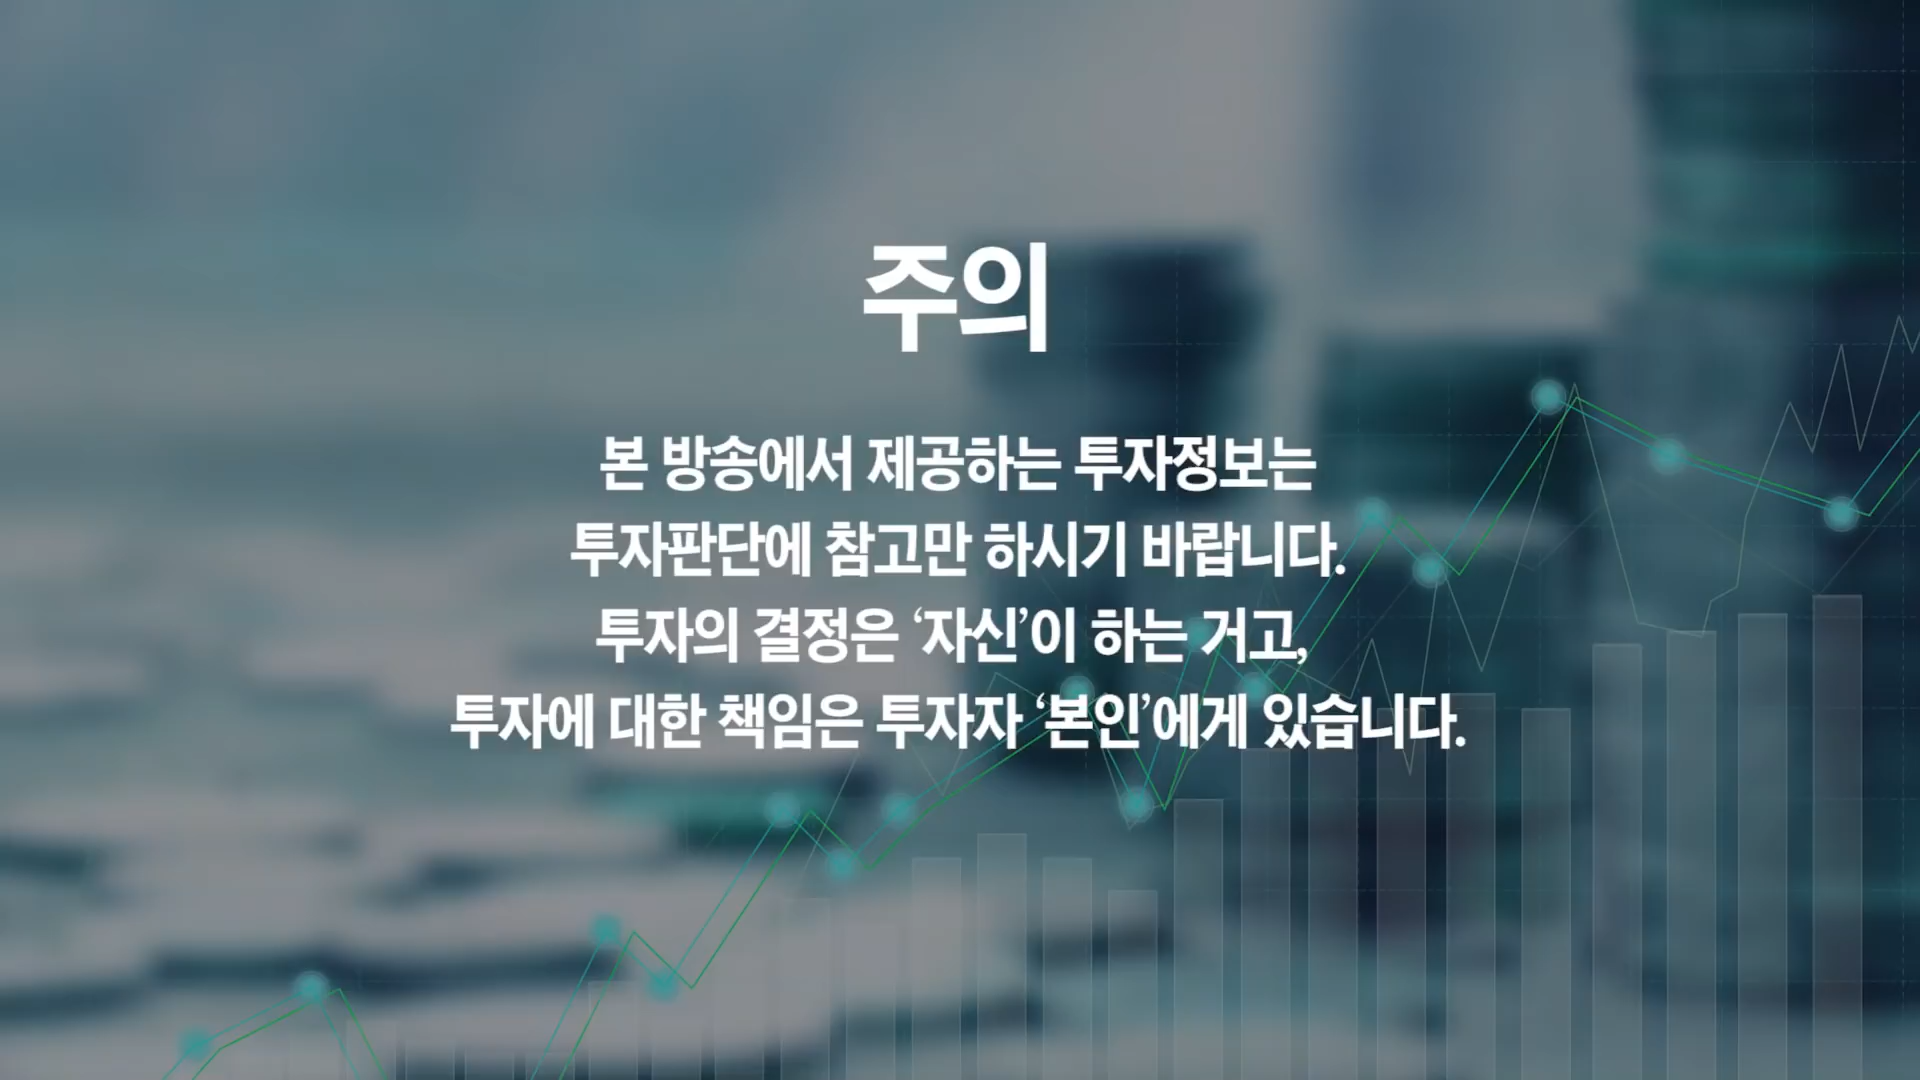 주의
본 방송에서 제공하는 투자정보는
투자판단에 참고만 하시기 바랍니다.
투자의 결정은 ‘자신’이 하는 거고,
투자에 대한 책임은 투자자 ‘본인’에게 있습니다.